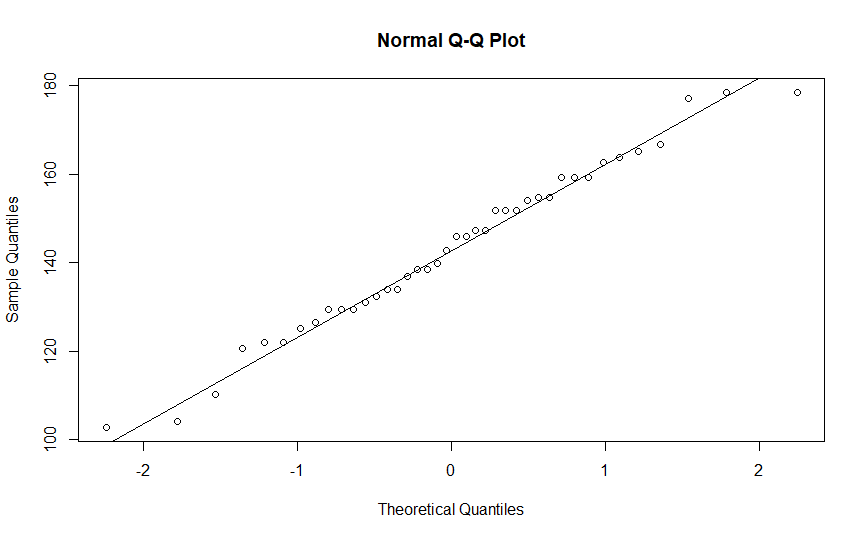 Normal Q-Q Plot
Sample Quantiles
180
160
140
120
100
-2 -1 0 1 2
Theoretical Quantiles